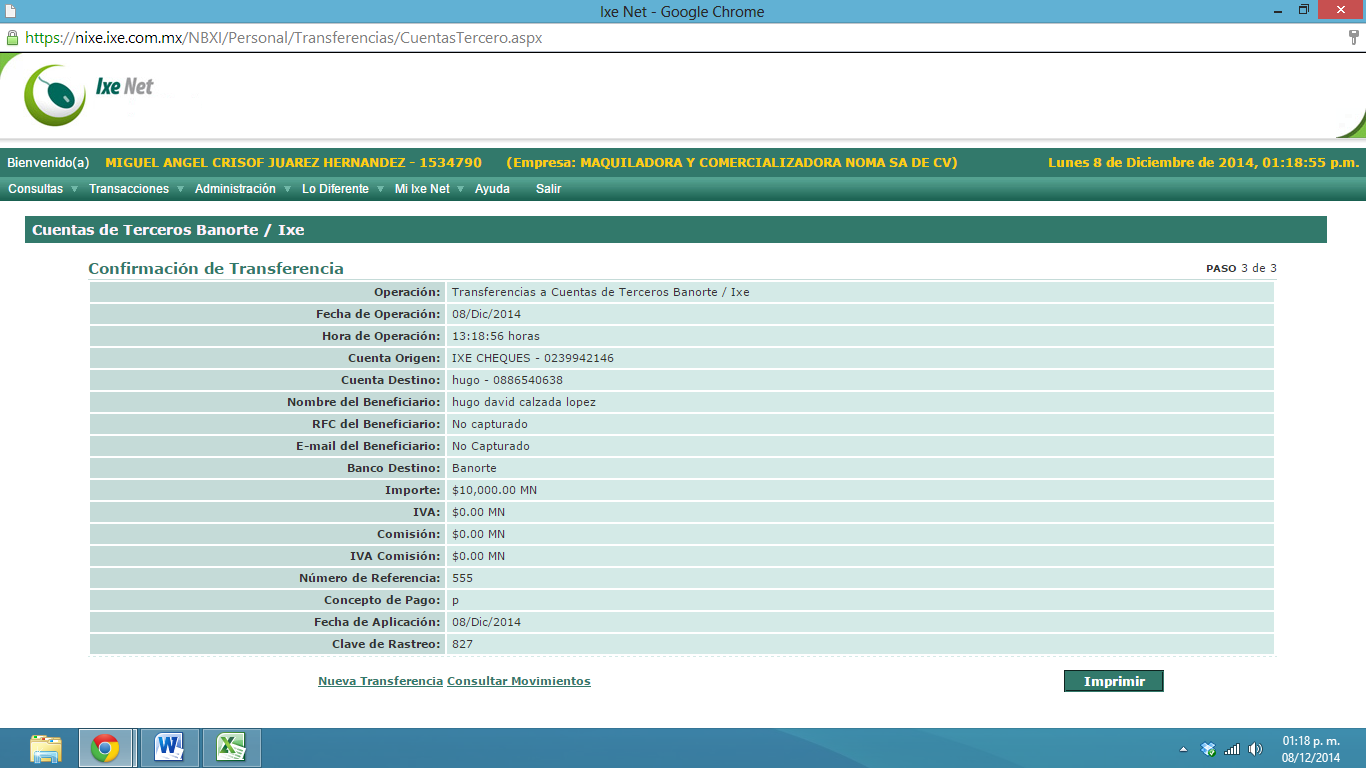 Ixe Net - Google Chrome
https://nixe.ixe.com.mx/NBXI/Personal/Transferencias/CuentasTercero.aspx
Ixe Net
Bienvenido(a) MIGUEL ANGEL CRISOF JUAREZ HERNANDEZ - 1534790 (Empresa: MAQUILADORA Y COMERCIALIZADORA NOMA SA DE CV) Lunes 8 de Diciembre de 2014, 01:18:55 p.m.
Consultas Transacciones Administración Lo Diferente Mi Ixe Net Ayuda Salir
Cuentas de Terceros Banorte / Ixe
Confirmación de Transferencia PASO 3 de 3
Operación: Transferencias a Cuentas de Terceros Banorte / Ixe
Fecha de Operación: 08/Dic/2014
Hora de Operación: 13:18:56 horas
Cuenta Origen: IXE CHEQUES - 0239942146
Cuenta Destino: hugo - 0886540638
Nombre del Beneficiario: hugo david calzada lopez
RFC del Beneficiario: No capturado
E-mail del Beneficiario: No Capturado
Banco Destino: Banorte
Importe: $10,000.00 MN
IVA: $0.00 MN
Comisión: $0.00 MN
IVA Comisión: $0.00 MN
Número de Referencia: 555
Concepto de Pago: p
Fecha de Aplicación: 08/Dic/2014
Clave de Rastreo: 827
Nueva Transferencia Consultar Movimientos Imprimir
01:18 p. m.
08/12/2014